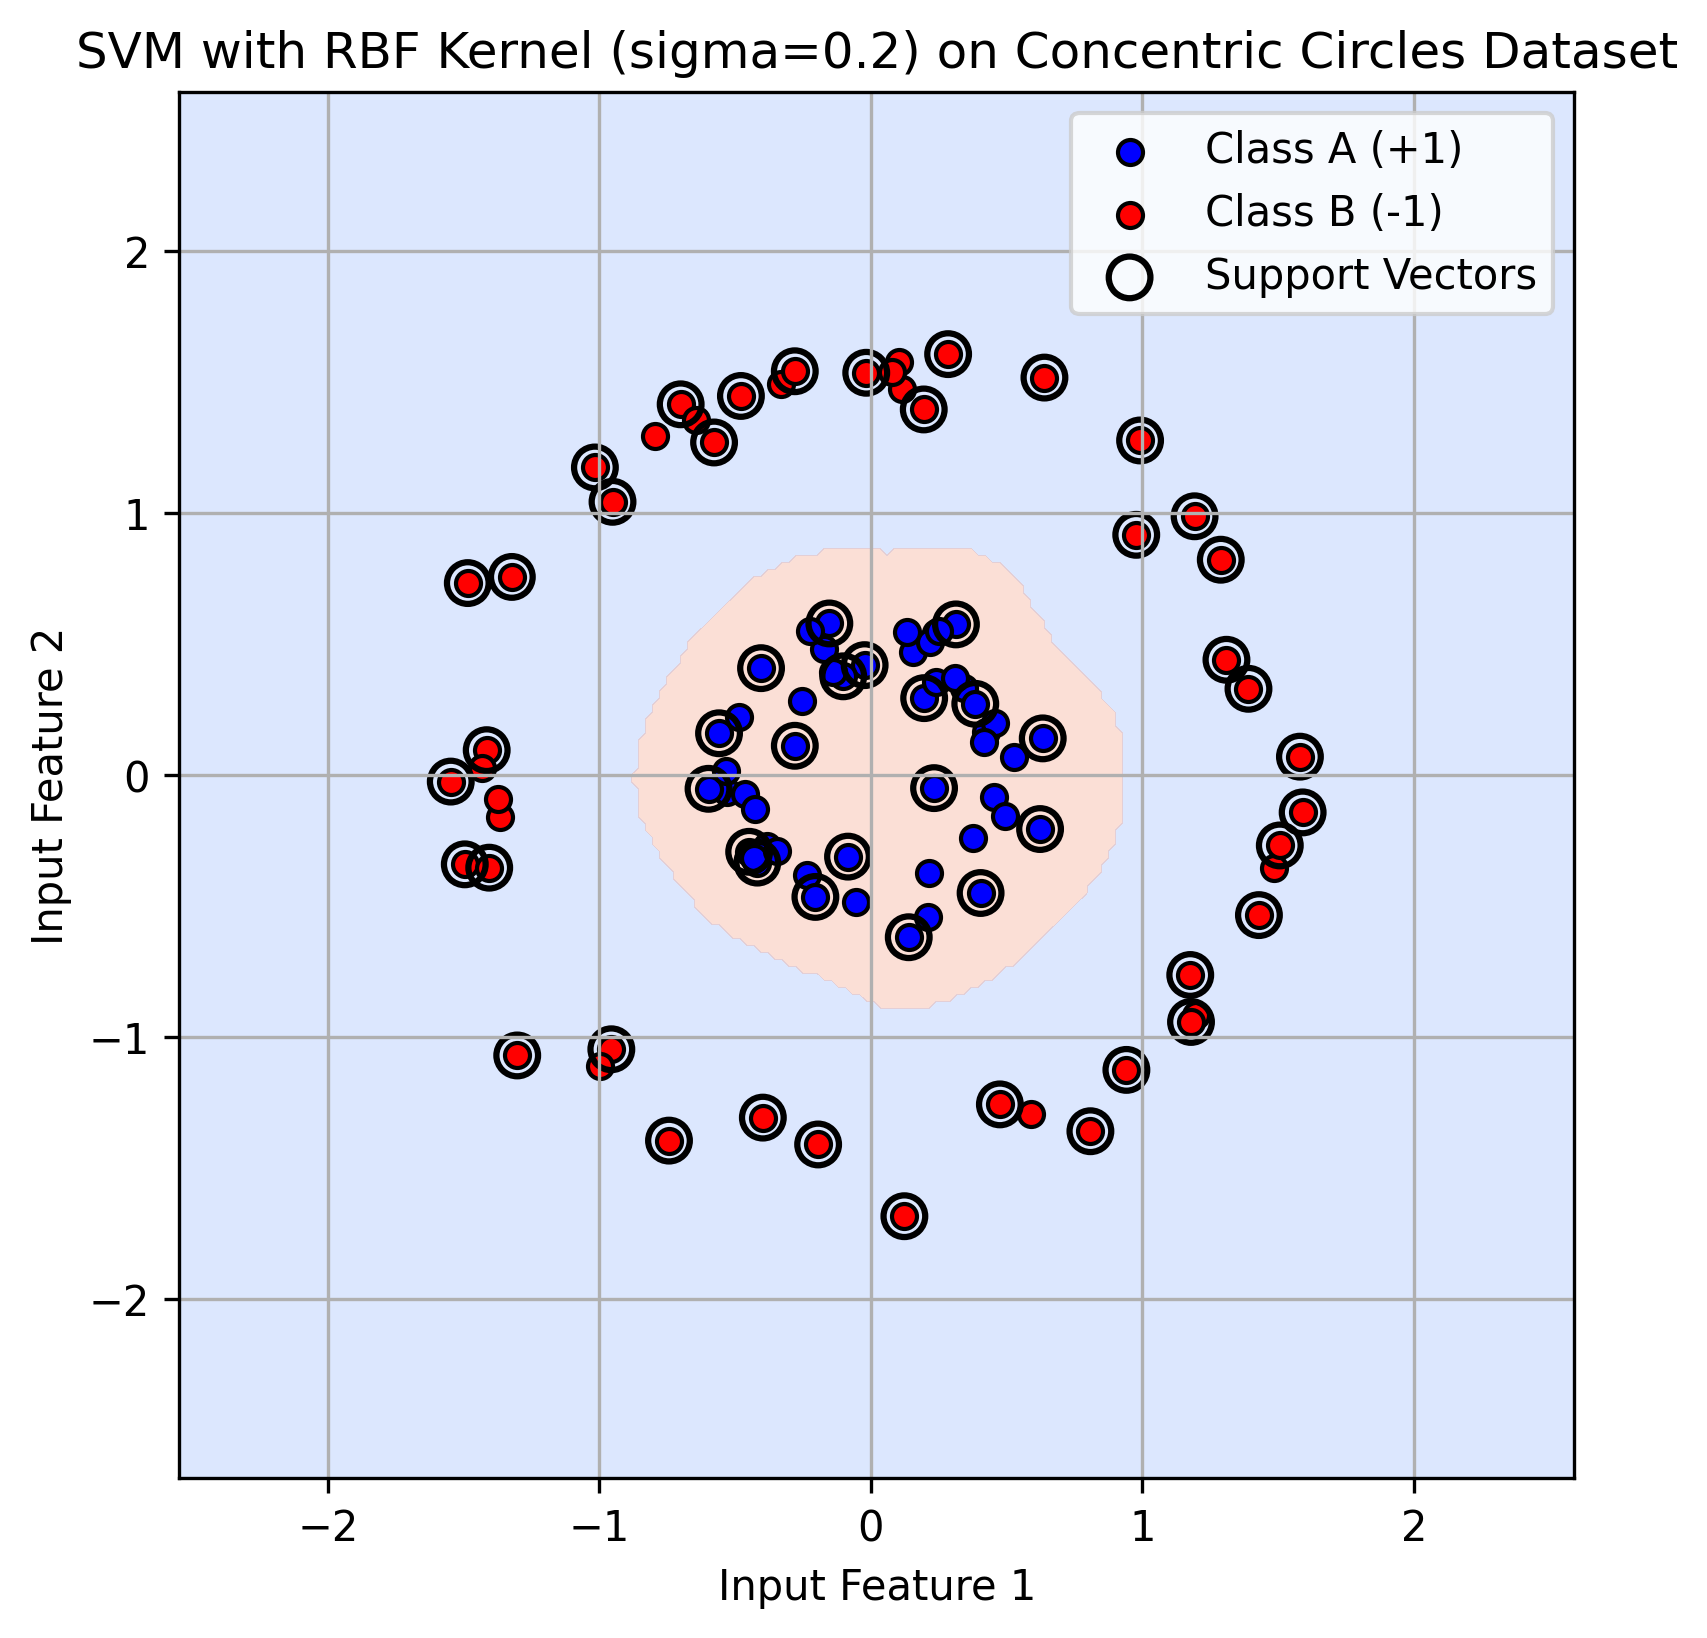 SVM with RBF Kernel (sigma=0.2) on Concentric Circles Dataset
Class A (+1)
Class B (-1)
Support Vectors
2
1
0
−1
−2
Input Feature 2
−2
−1
0
1
2
Input Feature 1